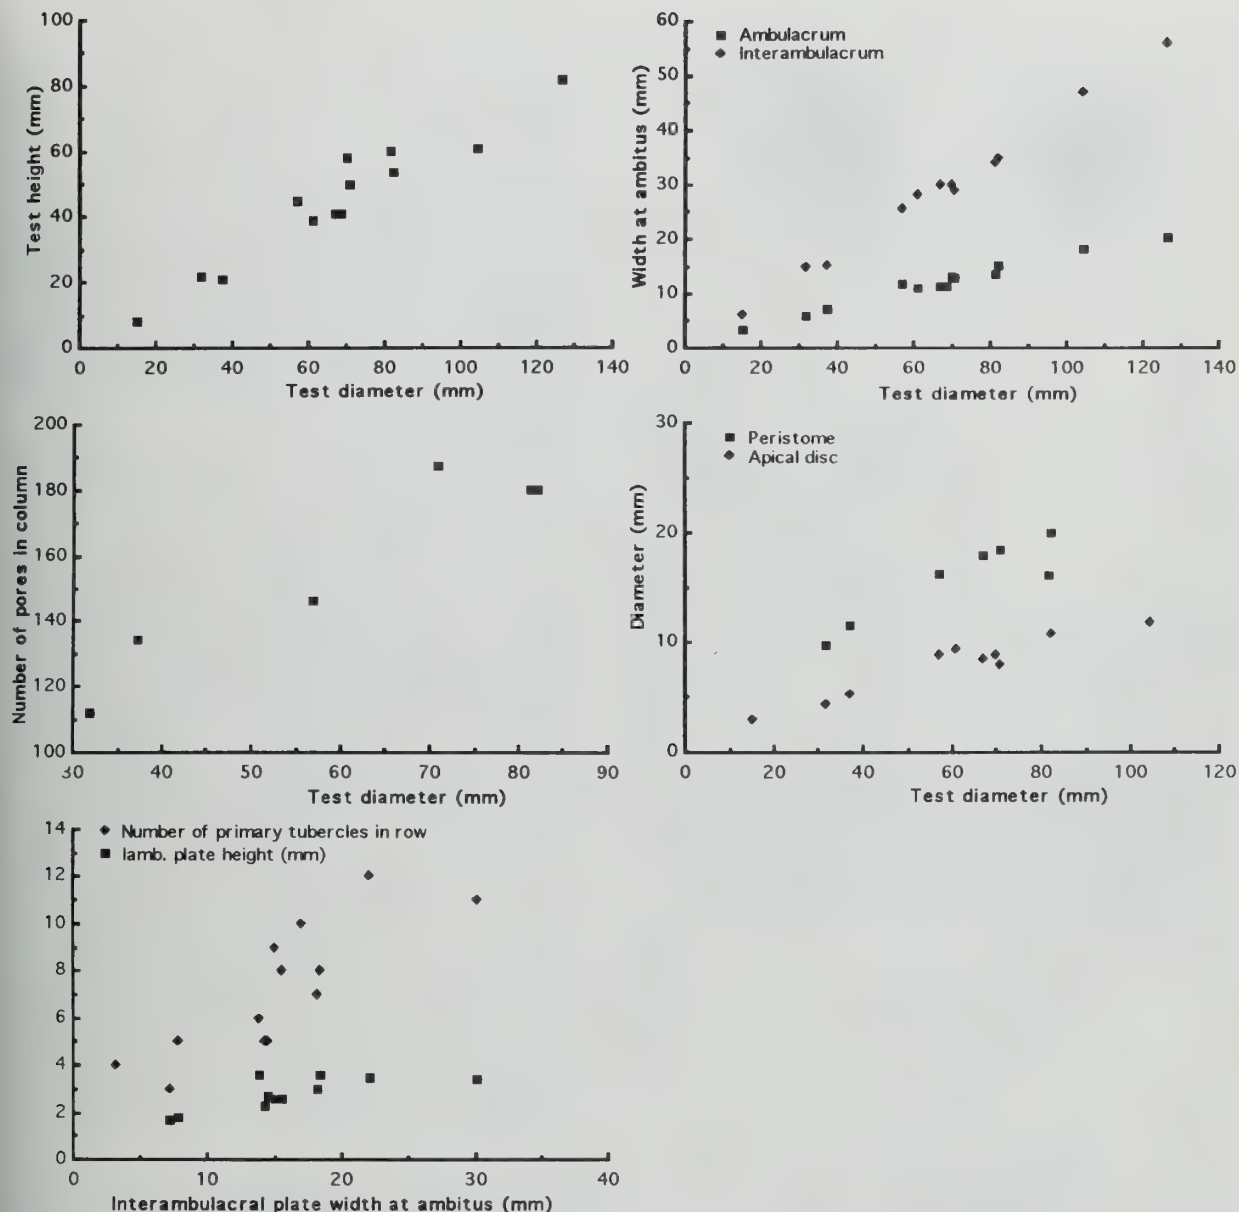 100
80
60
40
20
0
Test height (mm)
0 20 40 60 80 100 120 140
Test diameter (mm)
60
50
40
30
20
10
0
Width at ambitus (mm)
Ambulacrum
Interambulacrum
0 20 40 60 80 100 120 140
Test diameter (mm)
200
180
160
140
120
100
Number of pores in column
30 40 50 60 70 80 90
Test diameter (mm)
30
20
10
0
Diameter (mm)
Peristome
Apical disc
0 20 40 60 80 100 120
Test diameter (mm)
14
12
10
8
6
4
2
0
Number of primary tubercles in row
Iamb. plate height (mm)
0 10 20 30 40
Interambulacral plate width at ambitus (mm)